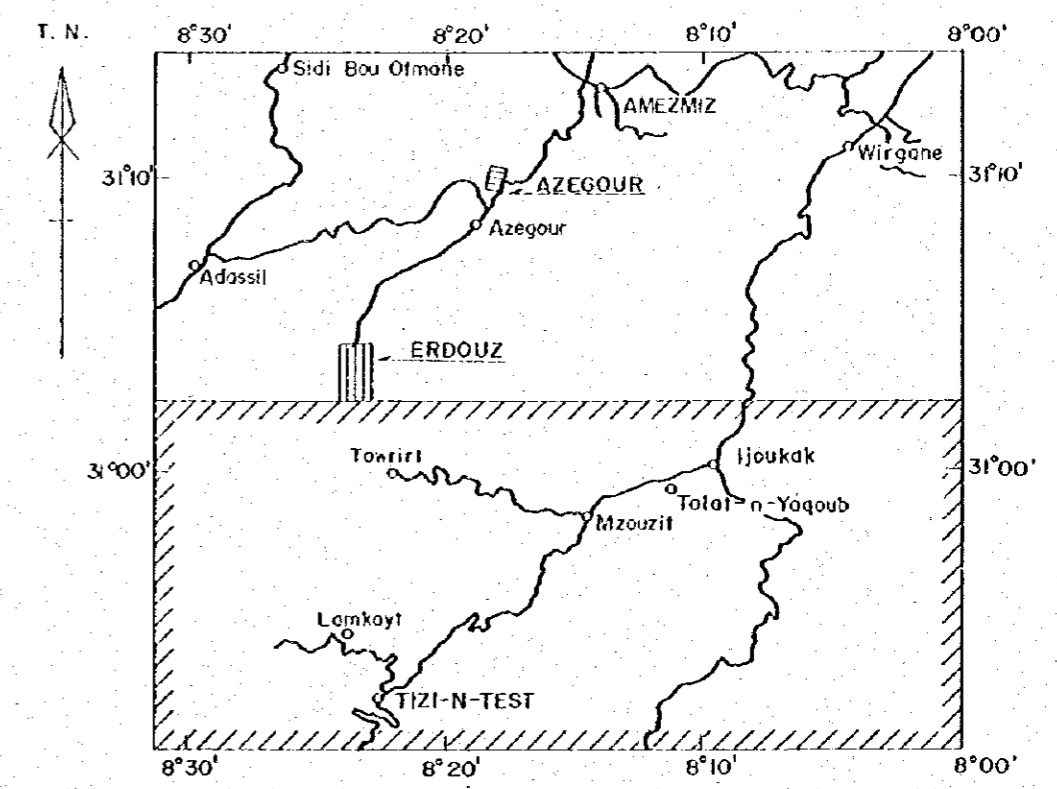 T. N.
8°30' 8°20' 8°10' 8°00'
Sidi Bou Otmane
AMEZMIZ
Wirgane
31°10' 31°10'
AZEGOUR
Azegour
Adassil
ERDOUZ
31°00' 31°00'
Tawrirt
Ijoukak
Talat-n-Yaqoub
Mzouzit
Lamkayt
TIZI-N-TEST
8°30' 8°20' 8°10' 8°00'